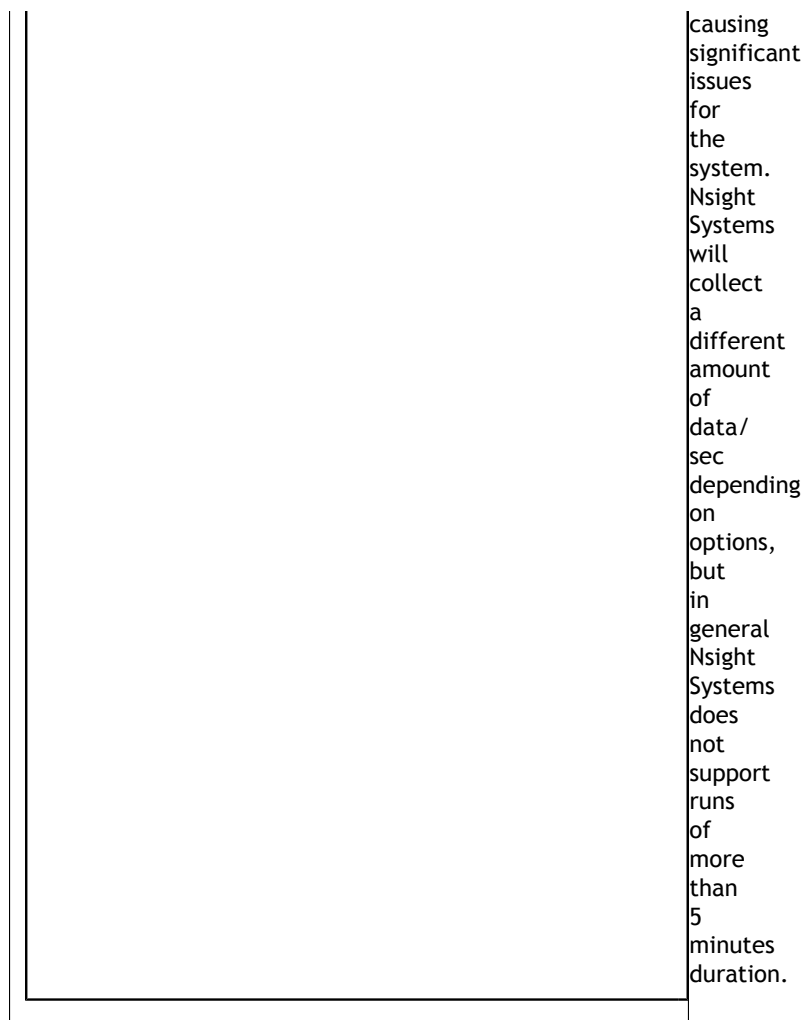 causing
significant
issues
for
the
system.
Nsight
Systems
will
collect
a
different
amount
of
data/
sec
depending
on
options,
but
in
general
Nsight
Systems
does
not
support
runs
of
more
than
5
minutes
duration.